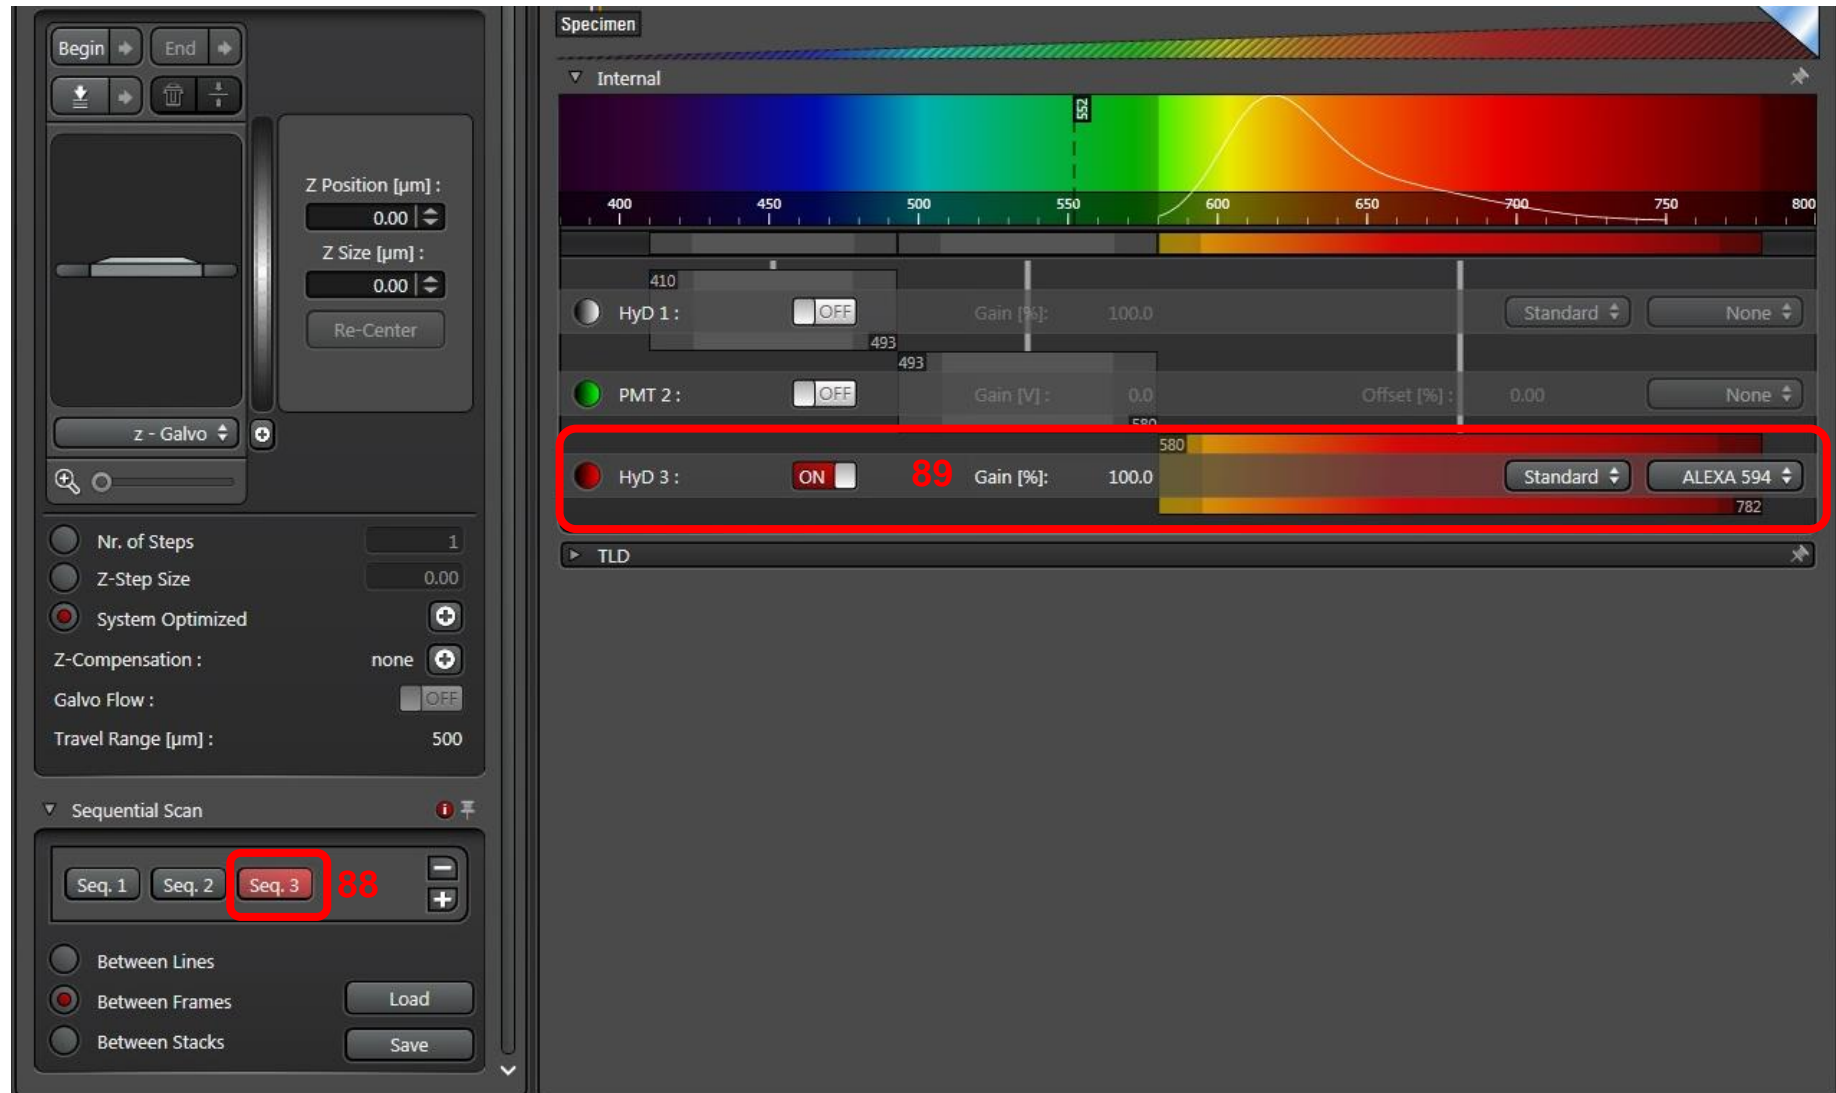 Begin End
Z Position [µm] :
0.00
Z Size [µm] :
0.00
Re-Center
z - Galvo
Nr. of Steps 1
Z-Step Size 0.00
System Optimized
Z-Compensation : none
Galvo Flow : OFF
Travel Range [µm] : 500
Sequential Scan
Seq. 1 Seq. 2 Seq. 3 88
Between Lines
Between Frames Load
Between Stacks Save
Specimen
Internal
552
400 450 500 550 600 650 700 750 800
410
HyD 1 : OFF Gain [%]: 100.0 Standard None
493
493
PMT 2 : OFF Gain [V] : 0.0 Offset [%] : 0.00 None
580
580
HyD 3 : ON 89 Gain [%]: 100.0 Standard ALEXA 594
782
TLD